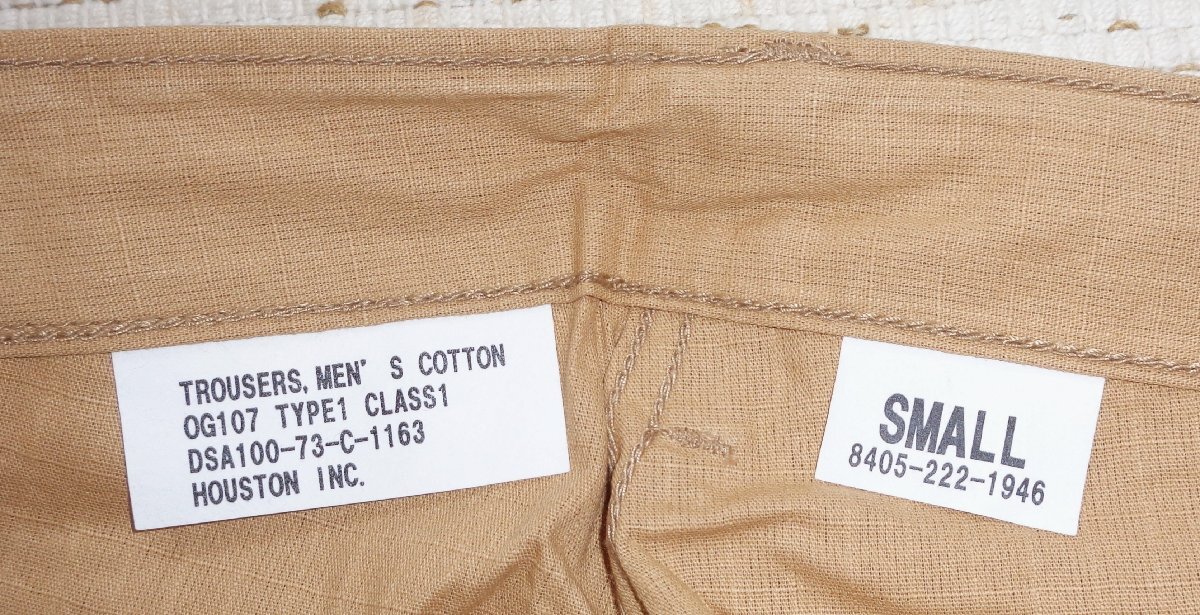 TROUSERS, MEN' S COTTON
OG107 TYPE1 CLASS1
DSA100-73-C-1163
HOUSTON INC.
SMALL
8405-222-1946